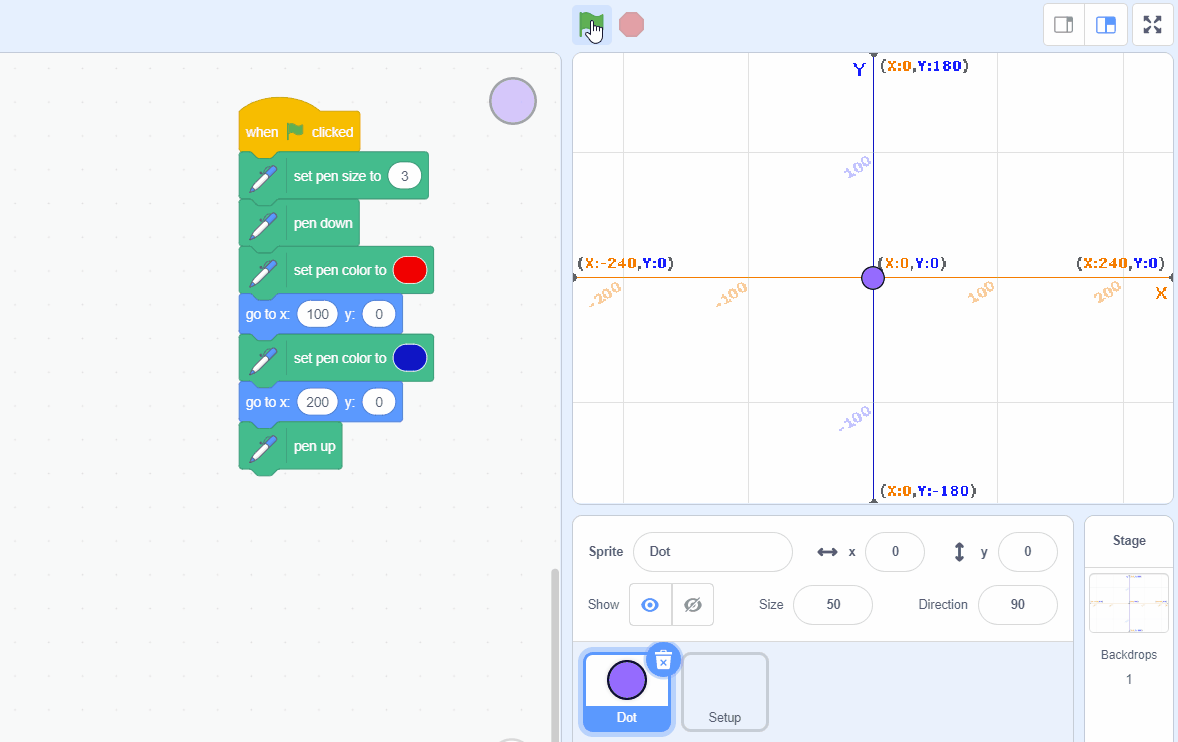 when clicked
set pen size to 3
pen down
set pen color to
go to x: 100 y: 0
set pen color to
go to x: 200 y: 0
pen up
Y (X:0,Y:180)
100
(X:-240,Y:0) (X:0,Y:0) (X:240,Y:0)
-200 -100 100 200 X
-100
(X:0,Y:-180)
Sprite Dot x 0 y 0
Show Size 50 Direction 90
Dot
Setup
Stage
Backdrops
1